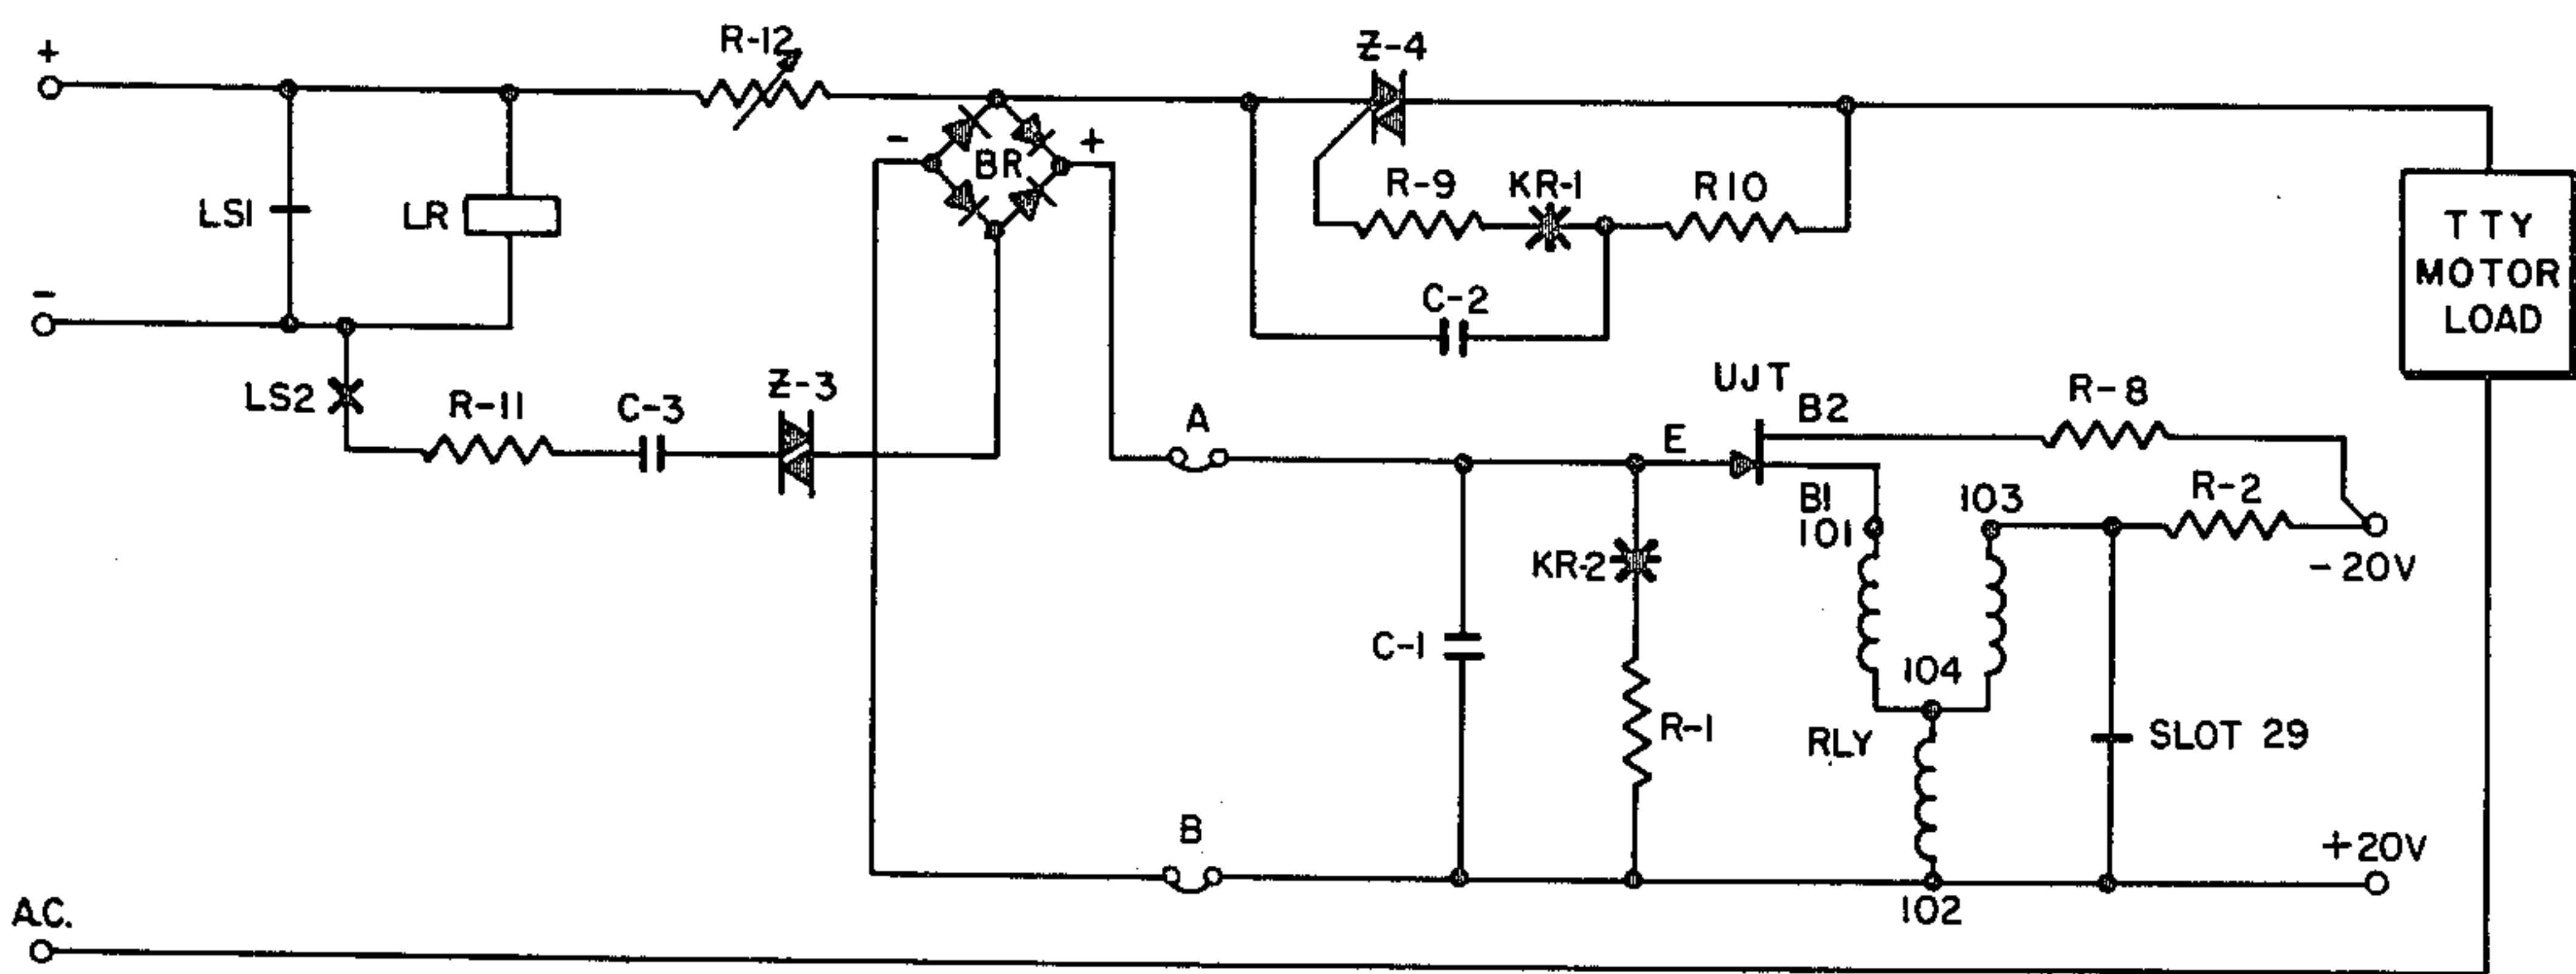 +
R-12
Z-4
-
BR
+
LS1
LR
R-9
KR-1
R10
TTY
MOTOR
LOAD
-
C-2
LS2
R-11
C-3
Z-3
A
UJT
B2
R-8
E
B1
101
103
R-2
-20V
KR-2
C-1
104
R-1
RLY
SLOT 29
B
+20V
102
A.C.